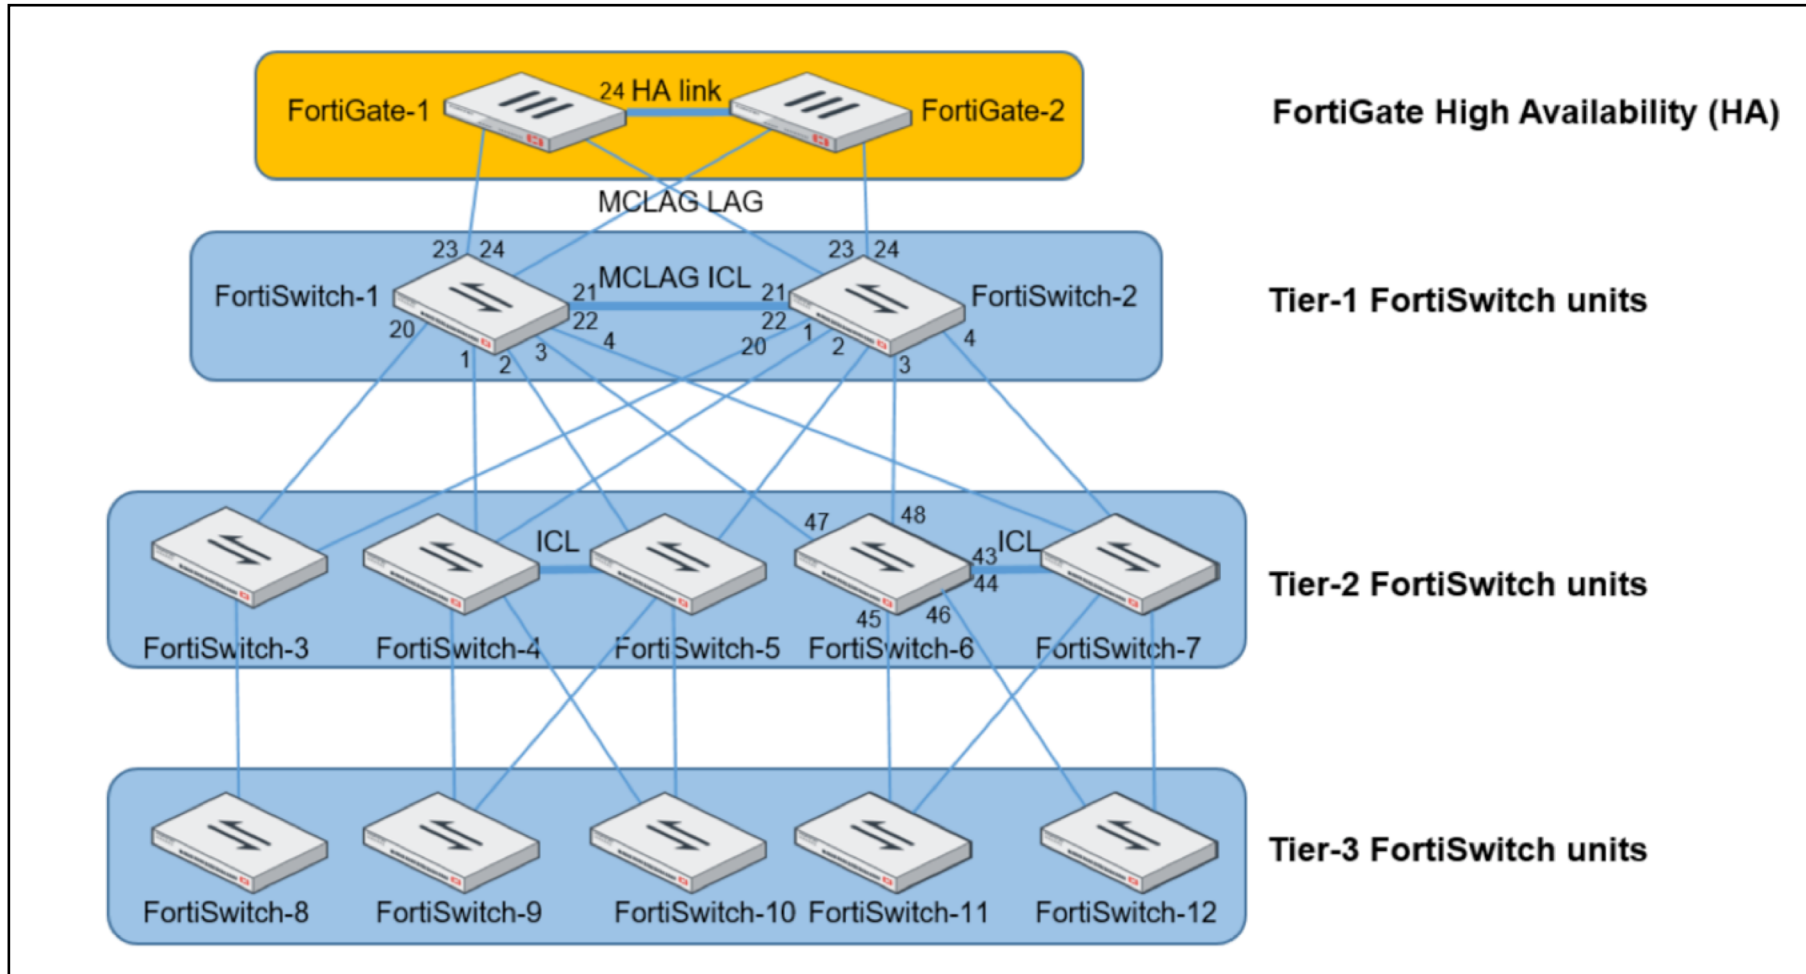 24 HA link
FortiGate-1
FortiGate-2
FortiGate High Availability (HA)
MCLAG LAG
23 24
23 24
FortiSwitch-1
MCLAG ICL
FortiSwitch-2
Tier-1 FortiSwitch units
21
21
22
22
20
1
2
3
4
20
1
2
3
4
47
48
ICL
43
ICL
44
45
46
Tier-2 FortiSwitch units
FortiSwitch-3
FortiSwitch-4
FortiSwitch-5
FortiSwitch-6
FortiSwitch-7
Tier-3 FortiSwitch units
FortiSwitch-8
FortiSwitch-9
FortiSwitch-10
FortiSwitch-11
FortiSwitch-12